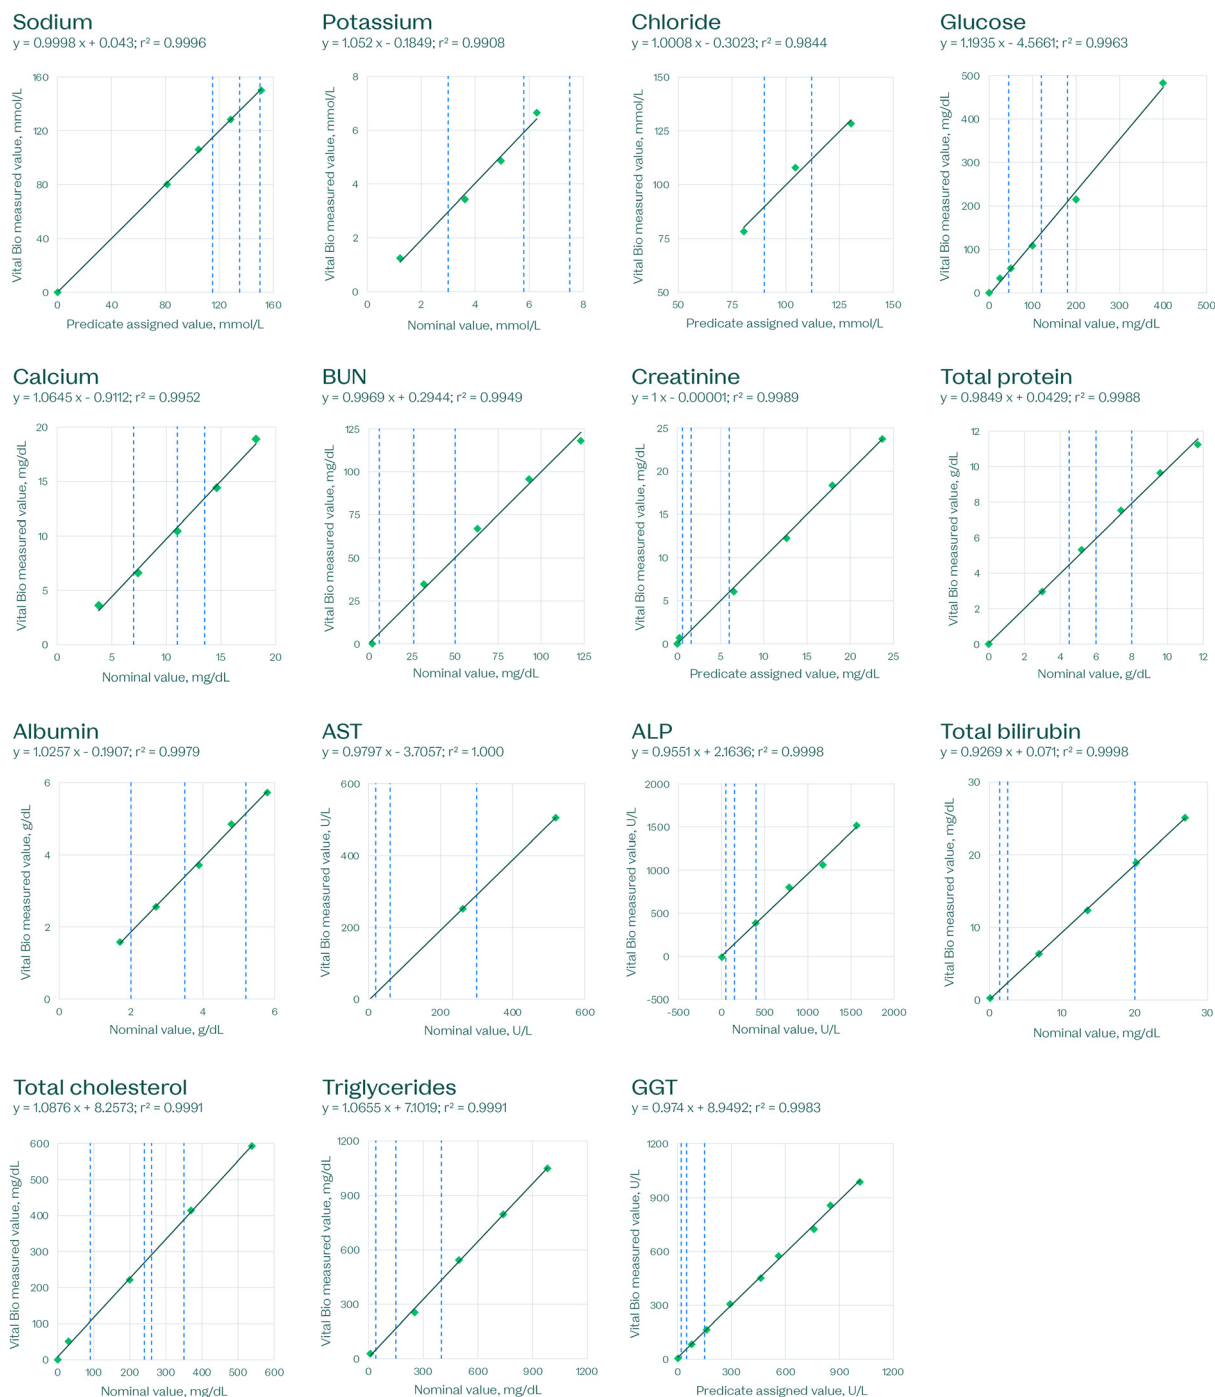 Sodium
y = 0.9998 x + 0.043; r² = 0.9996
Vital Bio measured value, mmol/L
160
120
80
40
0
0 40 80 120 160
Predicate assigned value, mmol/L
Potassium
y = 1.052 x - 0.1849; r² = 0.9908
Vital Bio measured value, mmol/L
8
6
4
2
0
0 2 4 6 8
Nominal value, mmol/L
Chloride
y = 1.0008 x - 0.3023; r² = 0.9844
Vital Bio measured value, mmol/L
150
125
100
75
50
50 75 100 125 150
Predicate assigned value, mmol/L
Glucose
y = 1.1935 x - 4.5661; r² = 0.9963
Vital Bio measured value, mg/dL
500
400
300
200
100
0
0 100 200 300 400 500
Nominal value, mg/dL
Calcium
y = 1.0645 x - 0.9112; r² = 0.9952
Vital Bio measured value, mg/dL
20
15
10
5
0
0 5 10 15 20
Nominal value, mg/dL
BUN
y = 0.9969 x + 0.2944; r² = 0.9949
Vital Bio measured value, mg/dL
125
100
75
50
25
0
0 25 50 75 100 125
Nominal value, mg/dL
Creatinine
y = 1 x - 0.00001; r² = 0.9989
Vital Bio measured value, mg/dL
25
20
15
10
5
0
0 5 10 15 20 25
Predicate assigned value, mg/dL
Total protein
y = 0.9849 x + 0.0429; r² = 0.9988
Vital Bio measured value, g/dL
12
10
8
6
4
2
0
0 2 4 6 8 10 12
Nominal value, g/dL
Albumin
y = 1.0257 x - 0.1907; r² = 0.9979
Vital Bio measured value, g/dL
6
4
2
0
0 2 4 6
Nominal value, g/dL
AST
y = 0.9797 x - 3.7057; r² = 1.000
Vital Bio measured value, U/L
600
400
200
0
0 200 400 600
Nominal value, U/L
ALP
y = 0.9551 x + 2.1636; r² = 0.9998
Vital Bio measured value, U/L
2000
1500
1000
500
0
-500
-500 0 500 1000 1500 2000
Nominal value, U/L
Total bilirubin
y = 0.9269 x + 0.071; r² = 0.9998
Vital Bio measured value, mg/dL
30
20
10
0
0 10 20 30
Nominal value, mg/dL
Total cholesterol
y = 1.0876 x + 8.2573; r² = 0.9991
Vital Bio measured value, mg/dL
600
500
400
300
200
100
0
0 100 200 300 400 500 600
Nominal value, mg/dL
Triglycerides
y = 1.0655 x + 7.1019; r² = 0.9991
Vital Bio measured value, mg/dL
1200
900
600
300
0
0 300 600 900 1200
Nominal value, mg/dL
GGT
y = 0.974 x + 8.9492; r² = 0.9983
Vital Bio measured value, U/L
1200
900
600
300
0
0 300 600 900 1200
Predicate assigned value, U/L